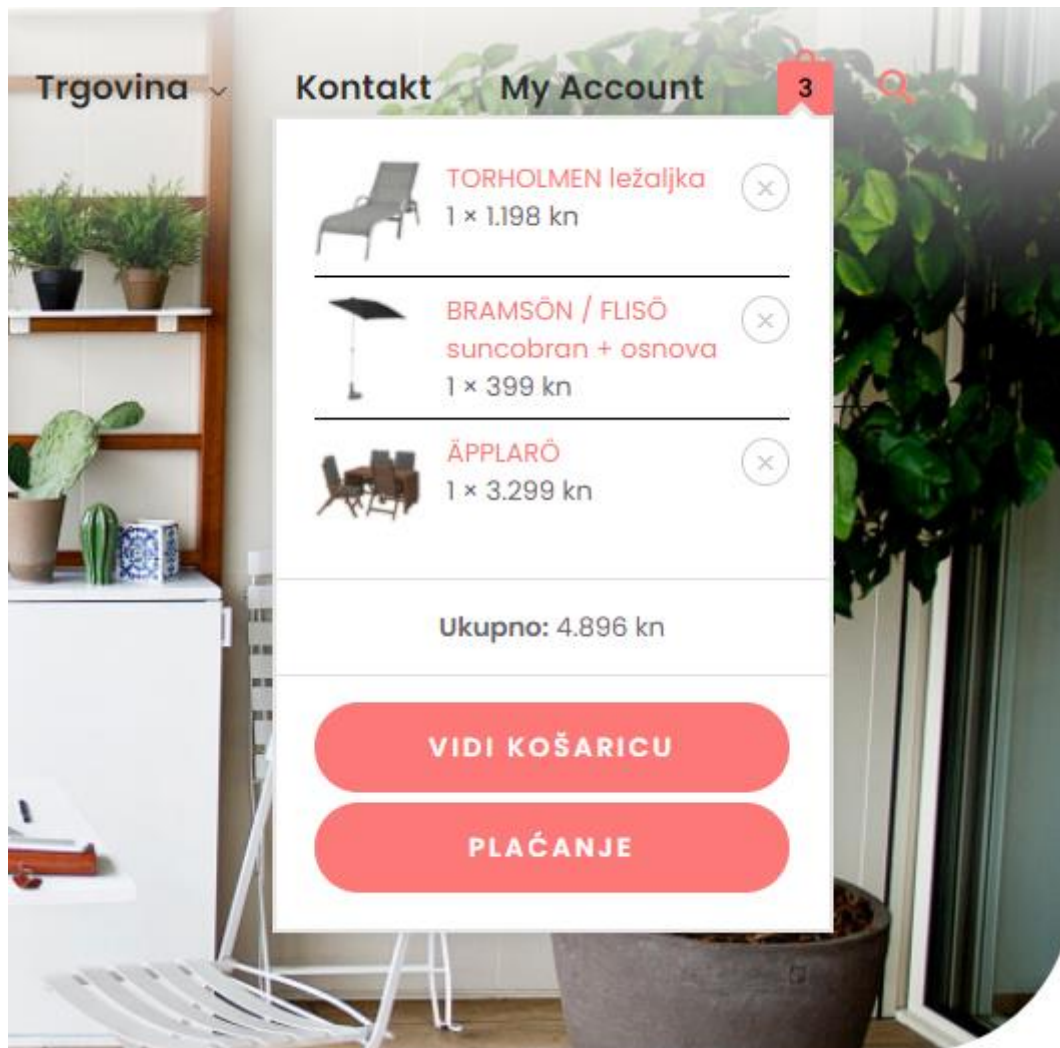 Trgovina
Kontakt
My Account
3
TORHOLMEN ležaljka
1 × 1.198 kn
BRAMSÖN / FLISÖ
suncobran + osnova
1 × 399 kn
ÄPPLARÖ
1 × 3.299 kn
Ukupno: 4.896 kn
VIDI KOŠARICU
PLAĆANJE